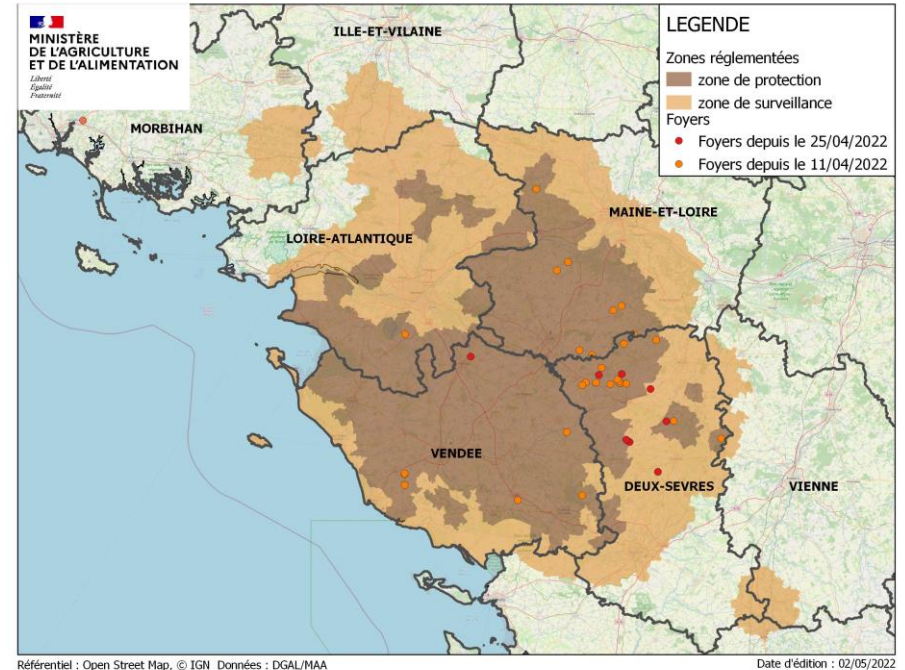 MINISTÈRE
DE L'AGRICULTURE
ET DE L'ALIMENTATION
Liberté
Égalité
Fraternité
LEGENDE
Zones réglementées
zone de protection
zone de surveillance
Foyers
Foyers depuis le 25/04/2022
Foyers depuis le 11/04/2022
ILLE-ET-VILAINE
MORBIHAN
MAINE-ET-LOIRE
LOIRE-ATLANTIQUE
VENDEE
DEUX-SEVRES
VIENNE
Référentiel : Open Street Map, © IGN Données : DGAL/MAA
Date d'édition : 02/05/2022